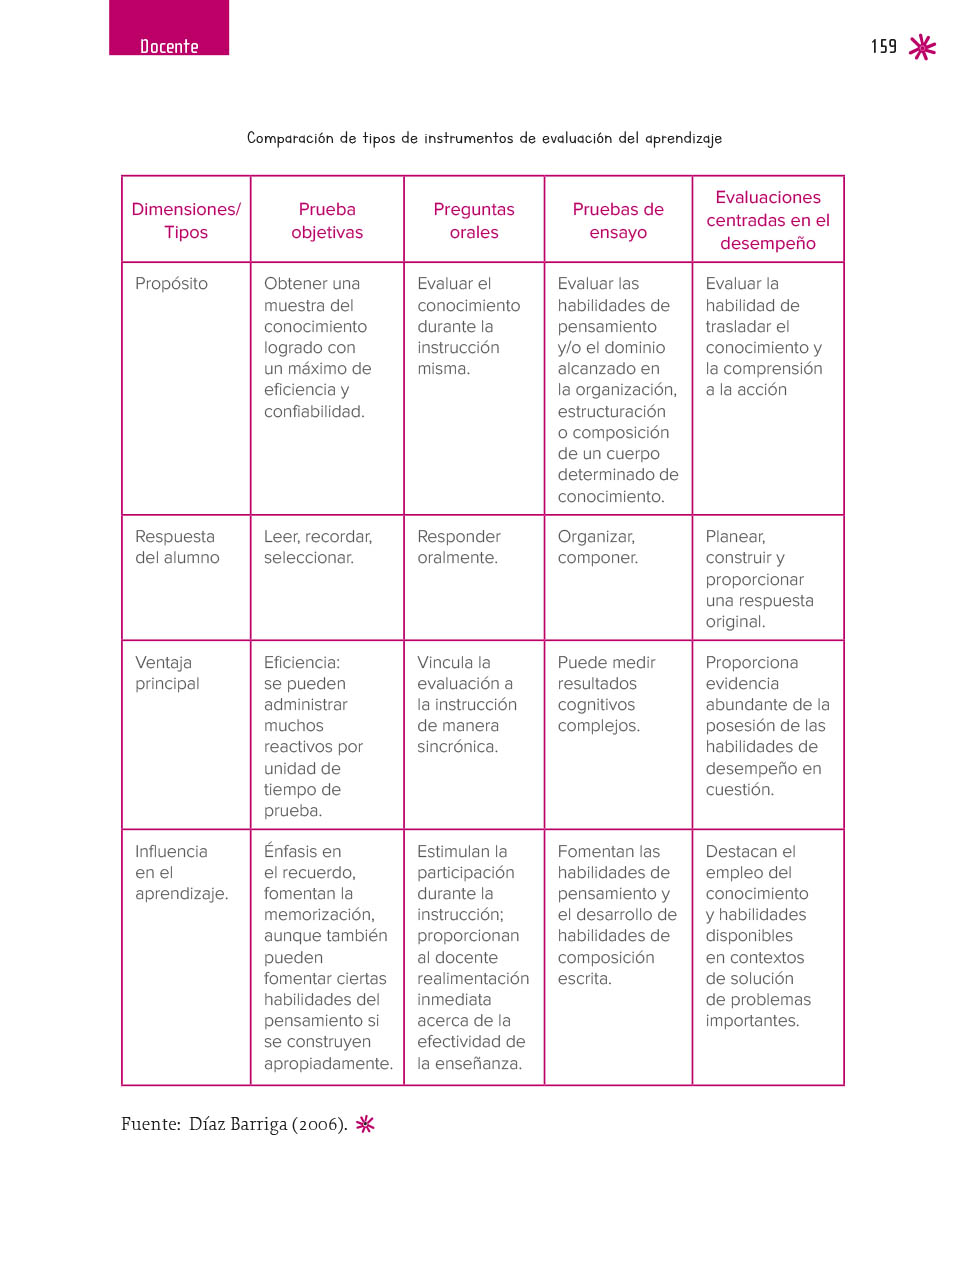 Docente
159
Comparación de tipos de instrumentos de evaluación del aprendizaje
Dimensiones/
Tipos
Prueba
objetivas
Preguntas
orales
Pruebas de
ensayo
Evaluaciones
centradas en el
desempeño
Propósito
Obtener una
muestra del
conocimiento
logrado con
un máximo de
eficiencia y
confiabilidad.
Evaluar el
conocimiento
durante la
instrucción
misma.
Evaluar las
habilidades de
pensamiento
y/o el dominio
alcanzado en
la organización,
estructuración
o composición
de un cuerpo
determinado de
conocimiento.
Evaluar la
habilidad de
trasladar el
conocimiento y
la comprensión
a la acción
Respuesta
del alumno
Leer, recordar,
seleccionar.
Responder
oralmente.
Organizar,
componer.
Planear,
construir y
proporcionar
una respuesta
original.
Ventaja
principal
Eficiencia:
se pueden
administrar
muchos
reactivos por
unidad de
tiempo de
prueba.
Vincula la
evaluación a
la instrucción
de manera
sincrónica.
Puede medir
resultados
cognitivos
complejos.
Proporciona
evidencia
abundante de la
posesión de las
habilidades de
desempeño en
cuestión.
Influencia
en el
aprendizaje.
Énfasis en
el recuerdo,
fomentan la
memorización,
aunque también
pueden
fomentar ciertas
habilidades del
pensamiento si
se construyen
apropiadamente.
Estimulan la
participación
durante la
instrucción;
proporcionan
al docente
realimentación
inmediata
acerca de la
efectividad de
la enseñanza.
Fomentan las
habilidades de
pensamiento y
el desarrollo de
habilidades de
composición
escrita.
Destacan el
empleo del
conocimiento
y habilidades
disponibles
en contextos
de solución
de problemas
importantes.
Fuente: Díaz Barriga (2006).